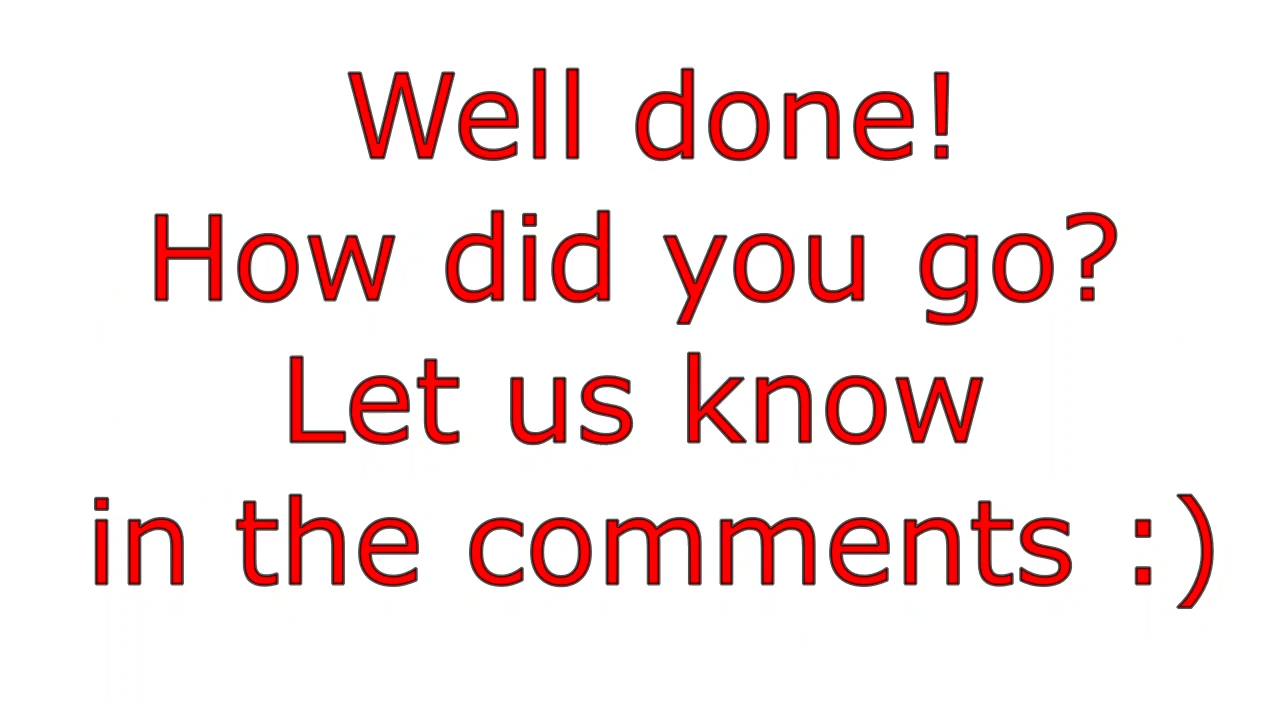 Well done!
How did you go?
Let us know
in the comments :)